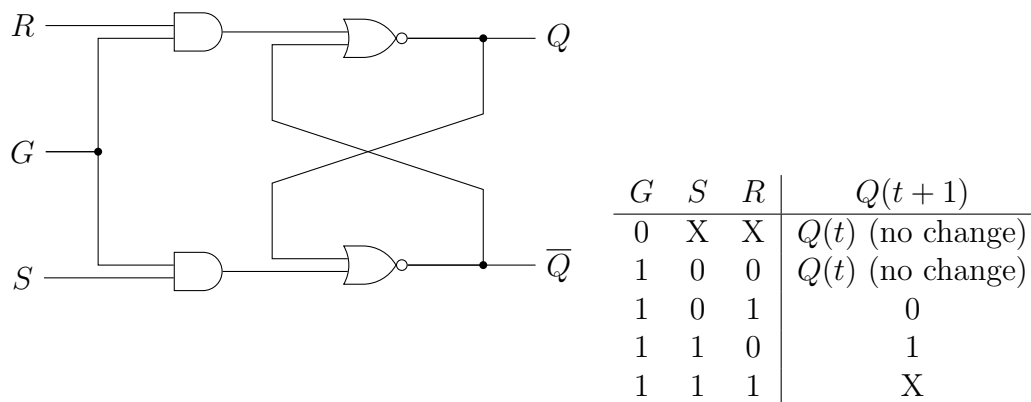 R
Q
G
S
Q̅
G S R Q(t + 1)
0 X X Q(t) (no change)
1 0 0 Q(t) (no change)
1 0 1 0
1 1 0 1
1 1 1 X